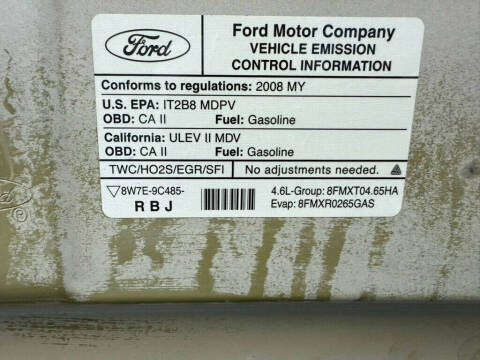 Ford
Ford Motor Company
VEHICLE EMISSION
CONTROL INFORMATION
Conforms to regulations: 2008 MY
U.S. EPA: IT2B8 MDPV
OBD: CA II Fuel: Gasoline
California: ULEV II MDV
OBD: CA II Fuel: Gasoline
TWC/HO2S/EGR/SFI No adjustments needed.
8W7E-9C485- 4.6L-Group: 8FMXT04.65HA
R B J Evap: 8FMXR0265GAS